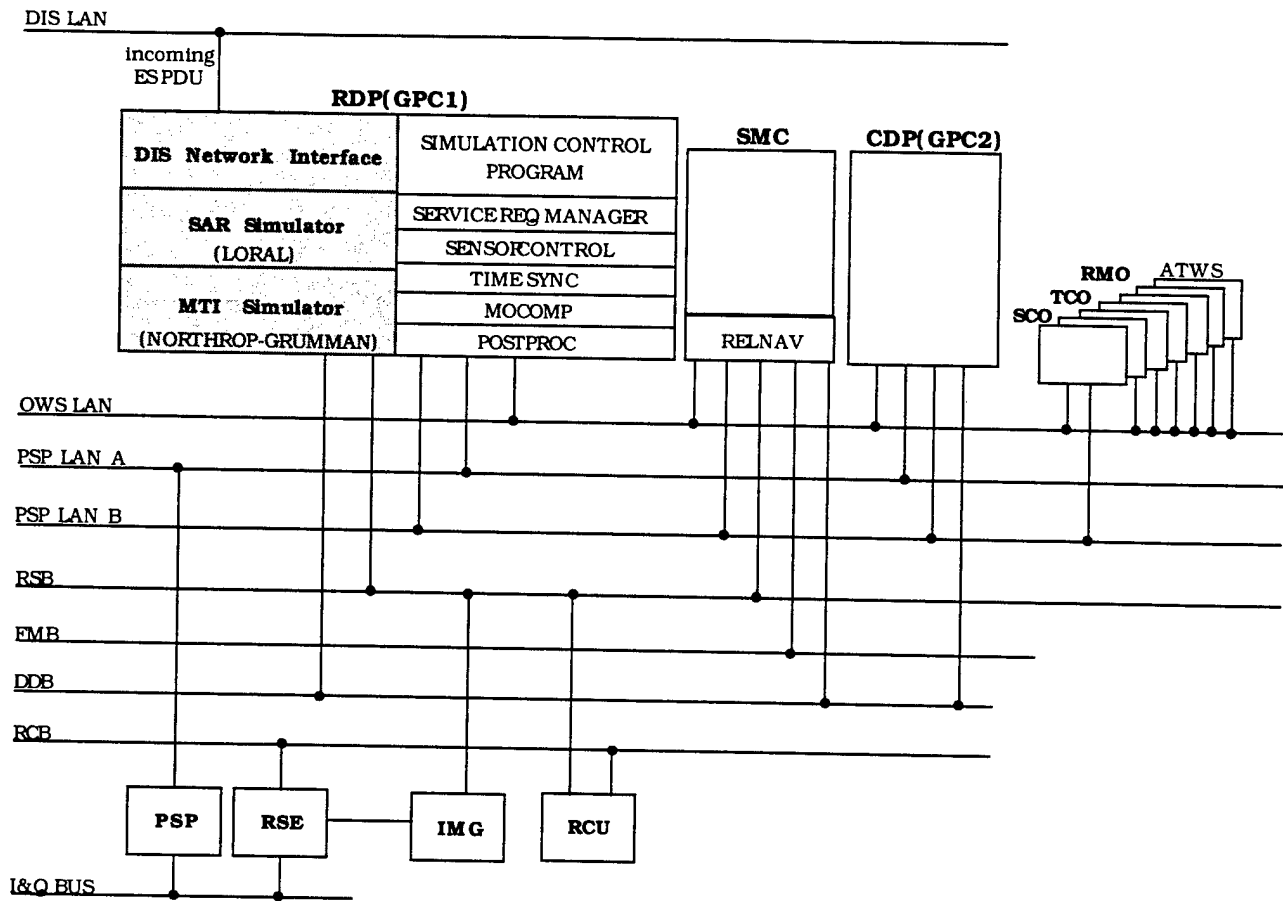 DIS LAN
incoming
ESPDU
RDP(GPC1)
DIS Network Interface
SIMULATION CONTROL
PROGRAM
SAR Simulator
(LORAL)
SERVICE REQ MANAGER
SENSORCONTROL
TIME SYNC
MTI Simulator
(NORTHROP-GRUMMAN)
MOCOMP
POSTPROC
SMC
RELNAV
CDP(GPC2)
SCO
TCO
RMO
ATWS
OWS LAN
PSP LAN A
PSP LAN B
RSB
FMB
DDB
RCB
PSP
RSE
IMG
RCU
I&Q BUS